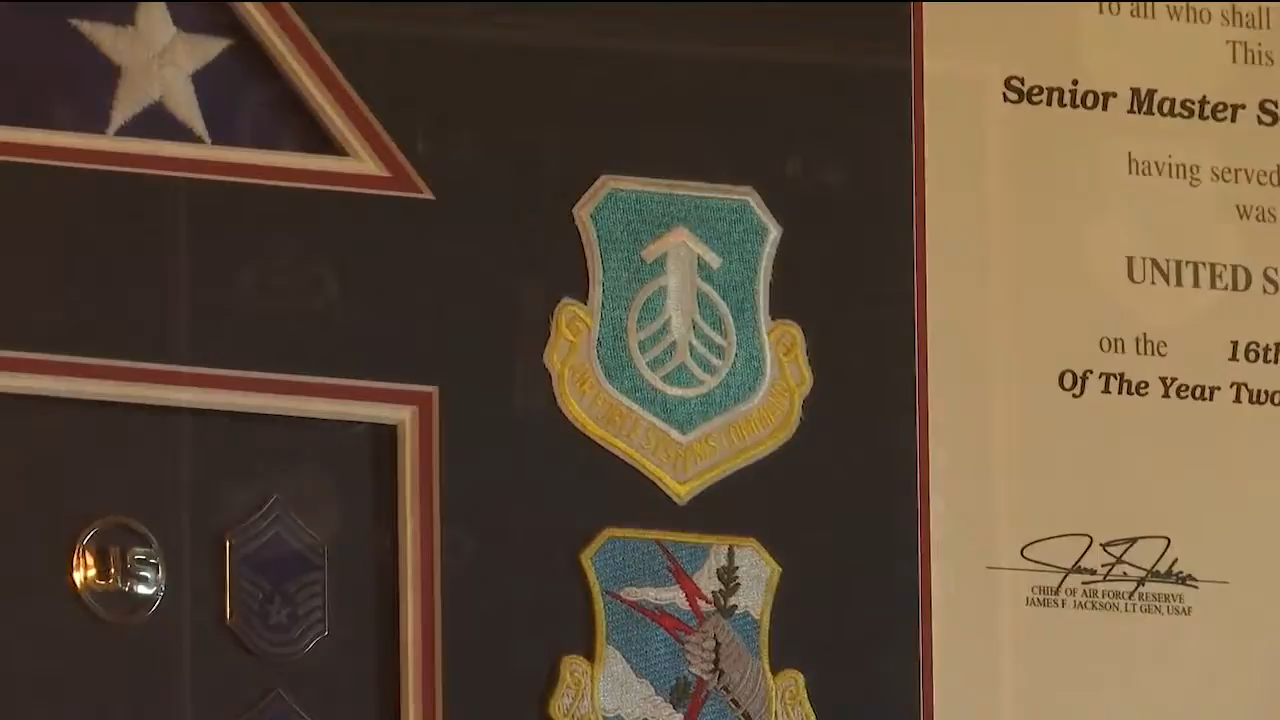 To all who shall
This
Senior Master S
having served
was
UNITED S
on the 16th
Of The Year Two
CHIEF OF AIR FORCE RESERVE
JAMES F. JACKSON, LT GEN, USAF
AIR FORCE SYSTEMS COMMAND
US